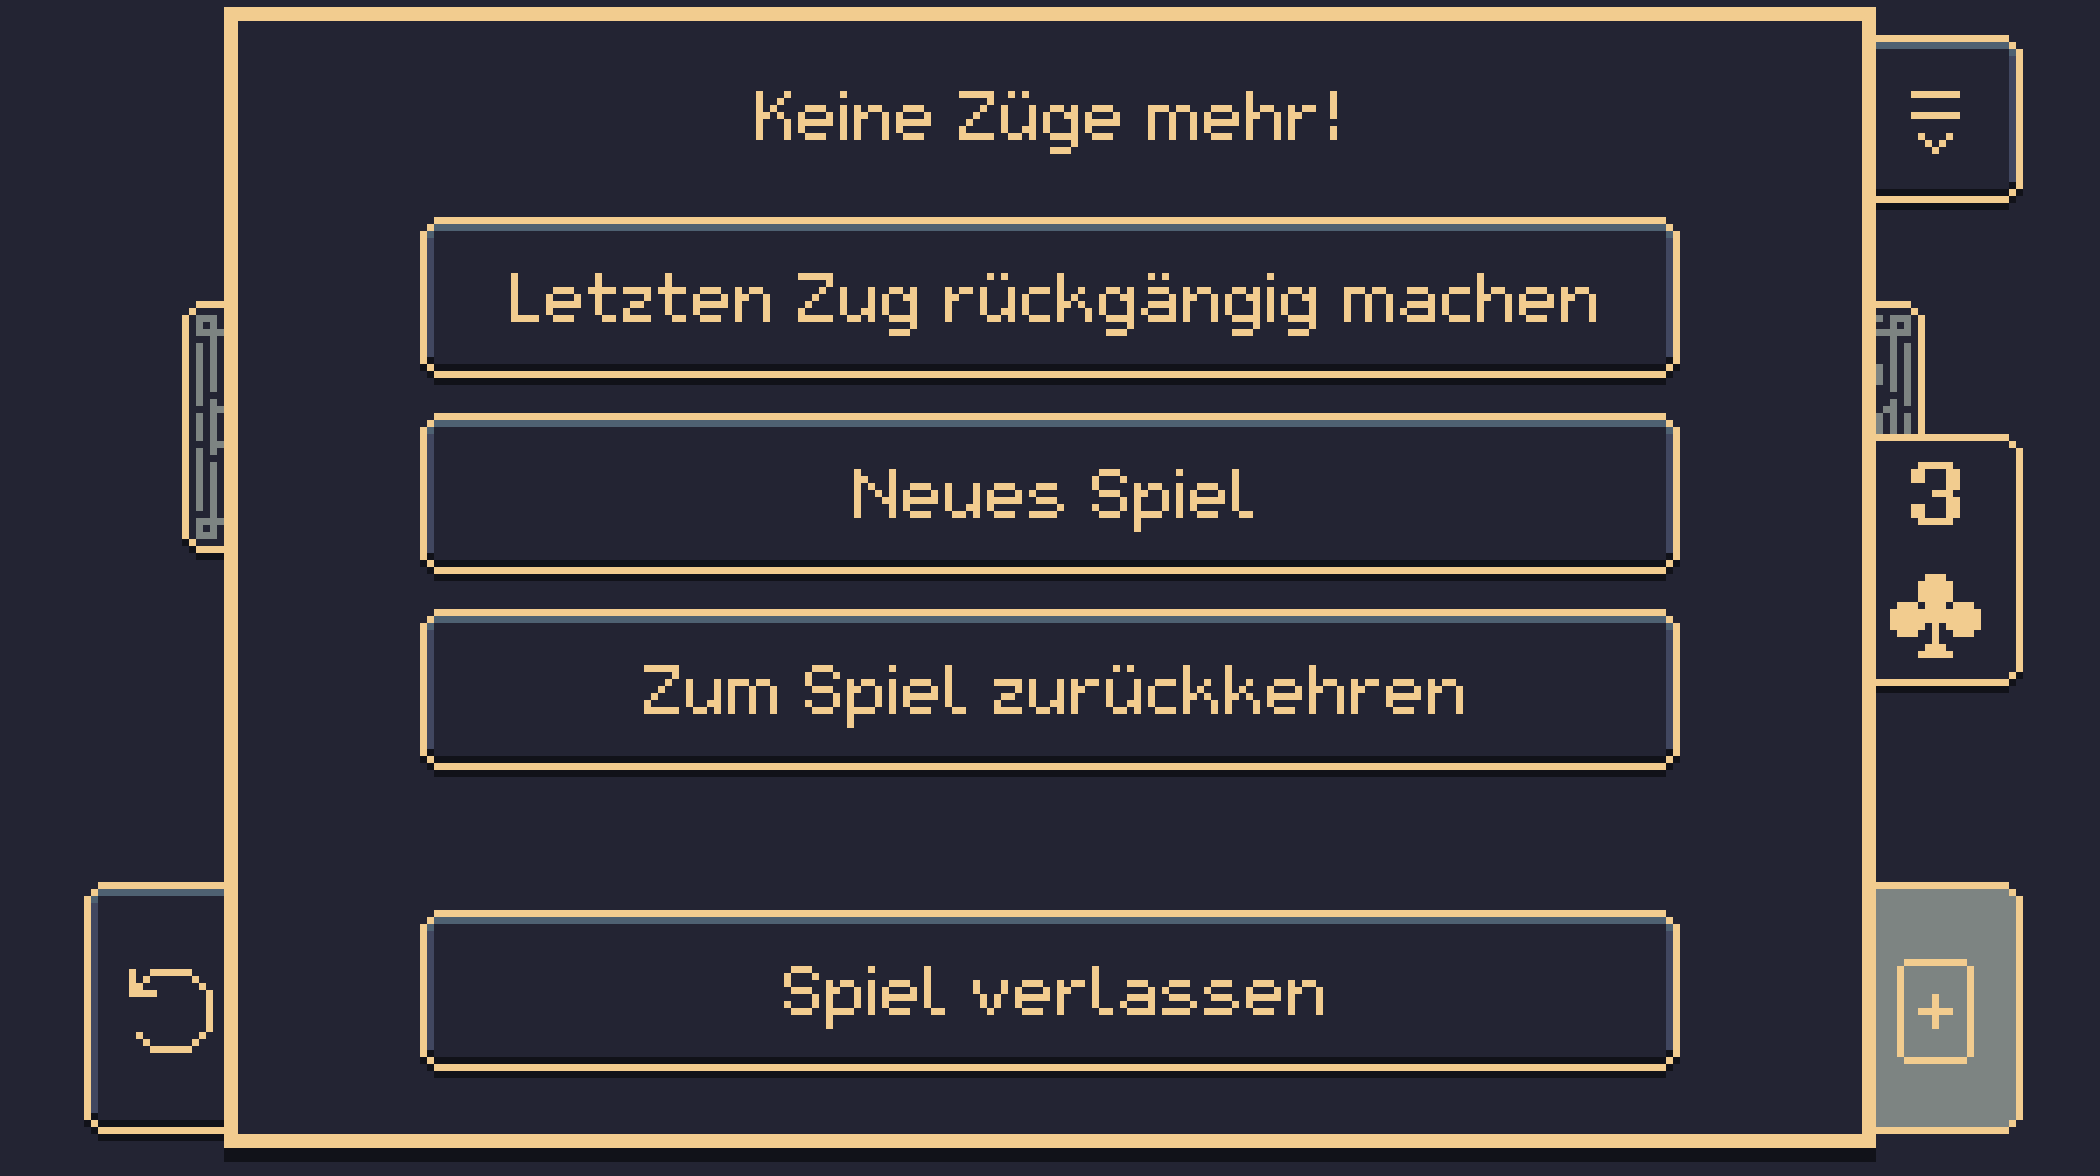 Keine Züge mehr!
Letzten Zug rückgängig machen
Neues Spiel
3
Zum Spiel zurückkehren
Spiel verlassen
+